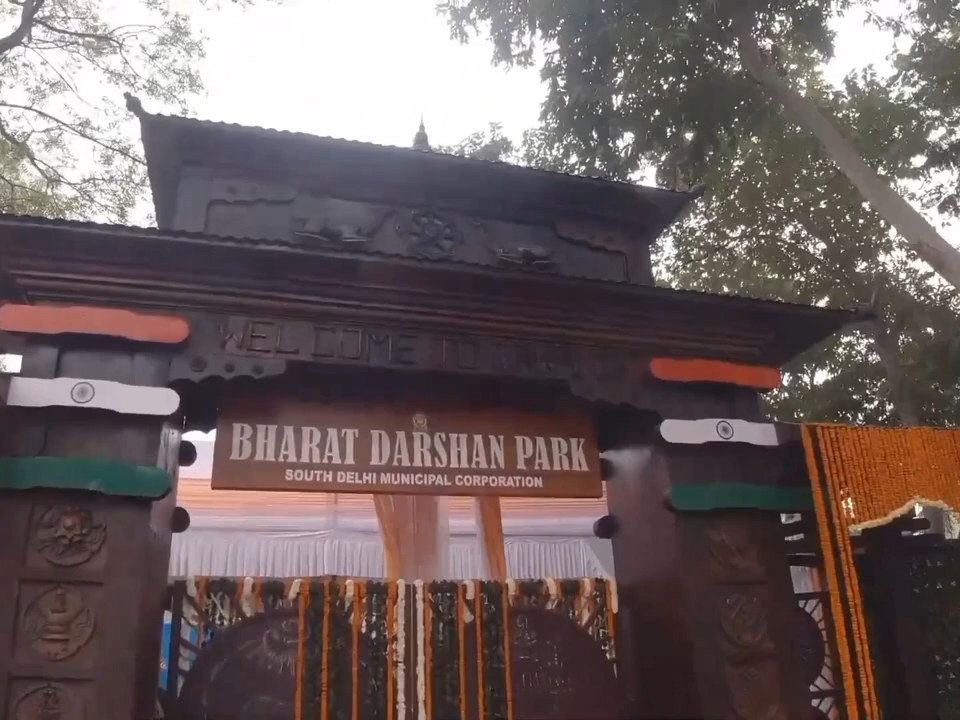 WELCOME TO
BHARAT DARSHAN PARK
SOUTH DELHI MUNICIPAL CORPORATION